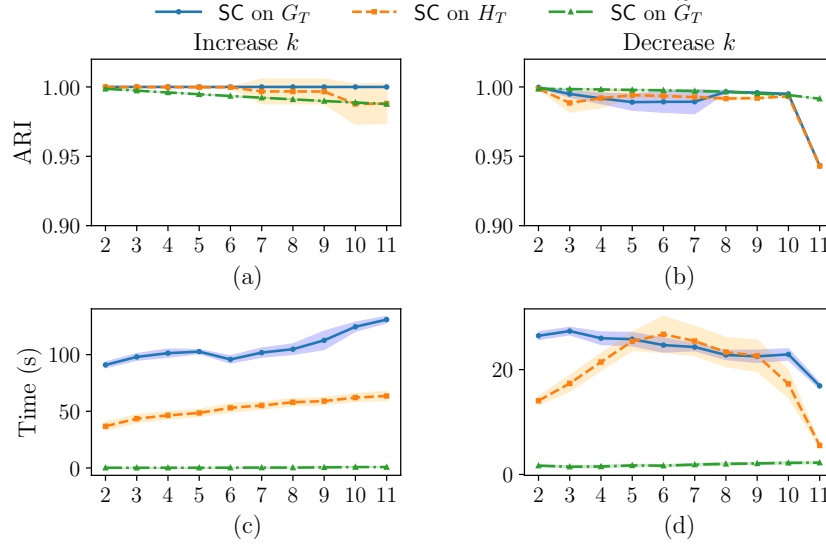 SC on G_T SC on H_T SC on G̃_T
Increase k Decrease k
ARI
1.00
0.95
0.90
2 3 4 5 6 7 8 9 10 11
(a)
1.00
0.95
0.90
2 3 4 5 6 7 8 9 10 11
(b)
Time (s)
100
50
0
2 3 4 5 6 7 8 9 10 11
(c)
20
0
2 3 4 5 6 7 8 9 10 11
(d)